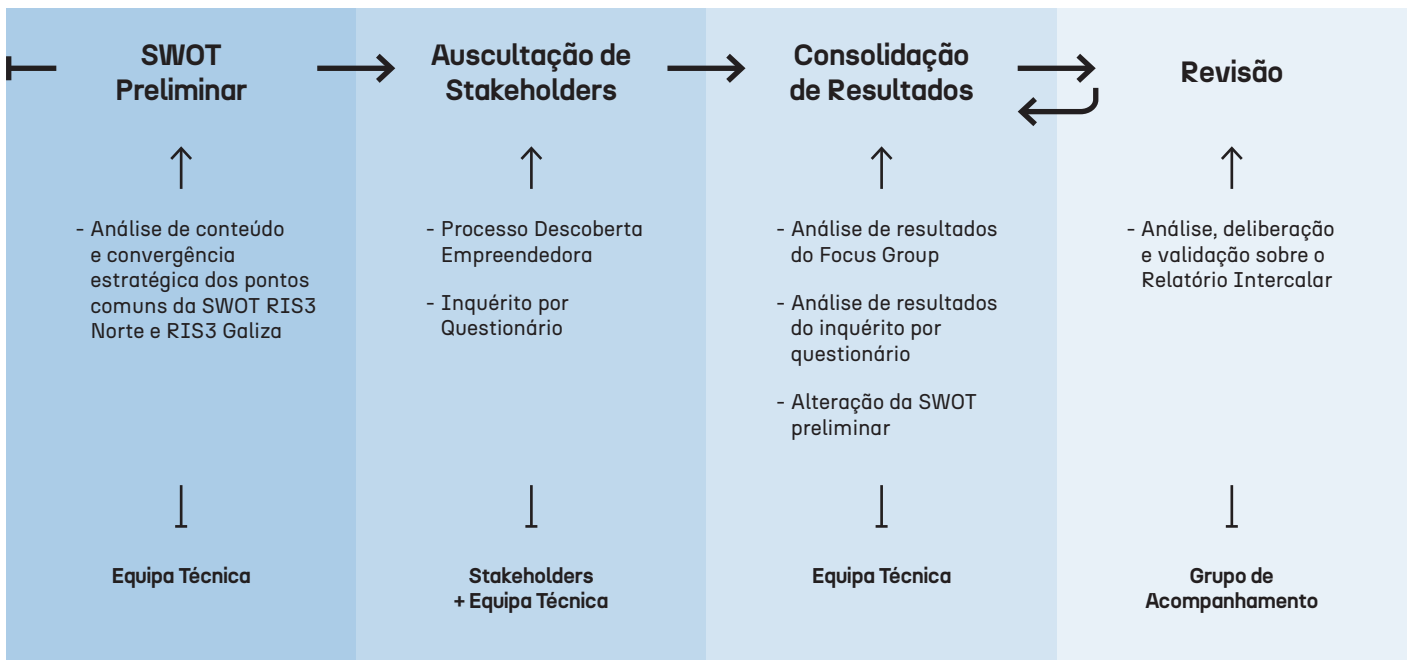 SWOT
Preliminar
Auscultação de
Stakeholders
Consolidação
de Resultados
Revisão
- Análise de conteúdo
e convergência
estratégica dos pontos
comuns da SWOT RIS3
Norte e RIS3 Galiza
- Processo Descoberta
Empreendedora
- Inquérito por
Questionário
- Análise de resultados
do Focus Group
- Análise de resultados
do inquérito por
questionário
- Alteração da SWOT
preliminar
- Análise, deliberação
e validação sobre o
Relatório Intercalar
Equipa Técnica
Stakeholders
+ Equipa Técnica
Equipa Técnica
Grupo de
Acompanhamento